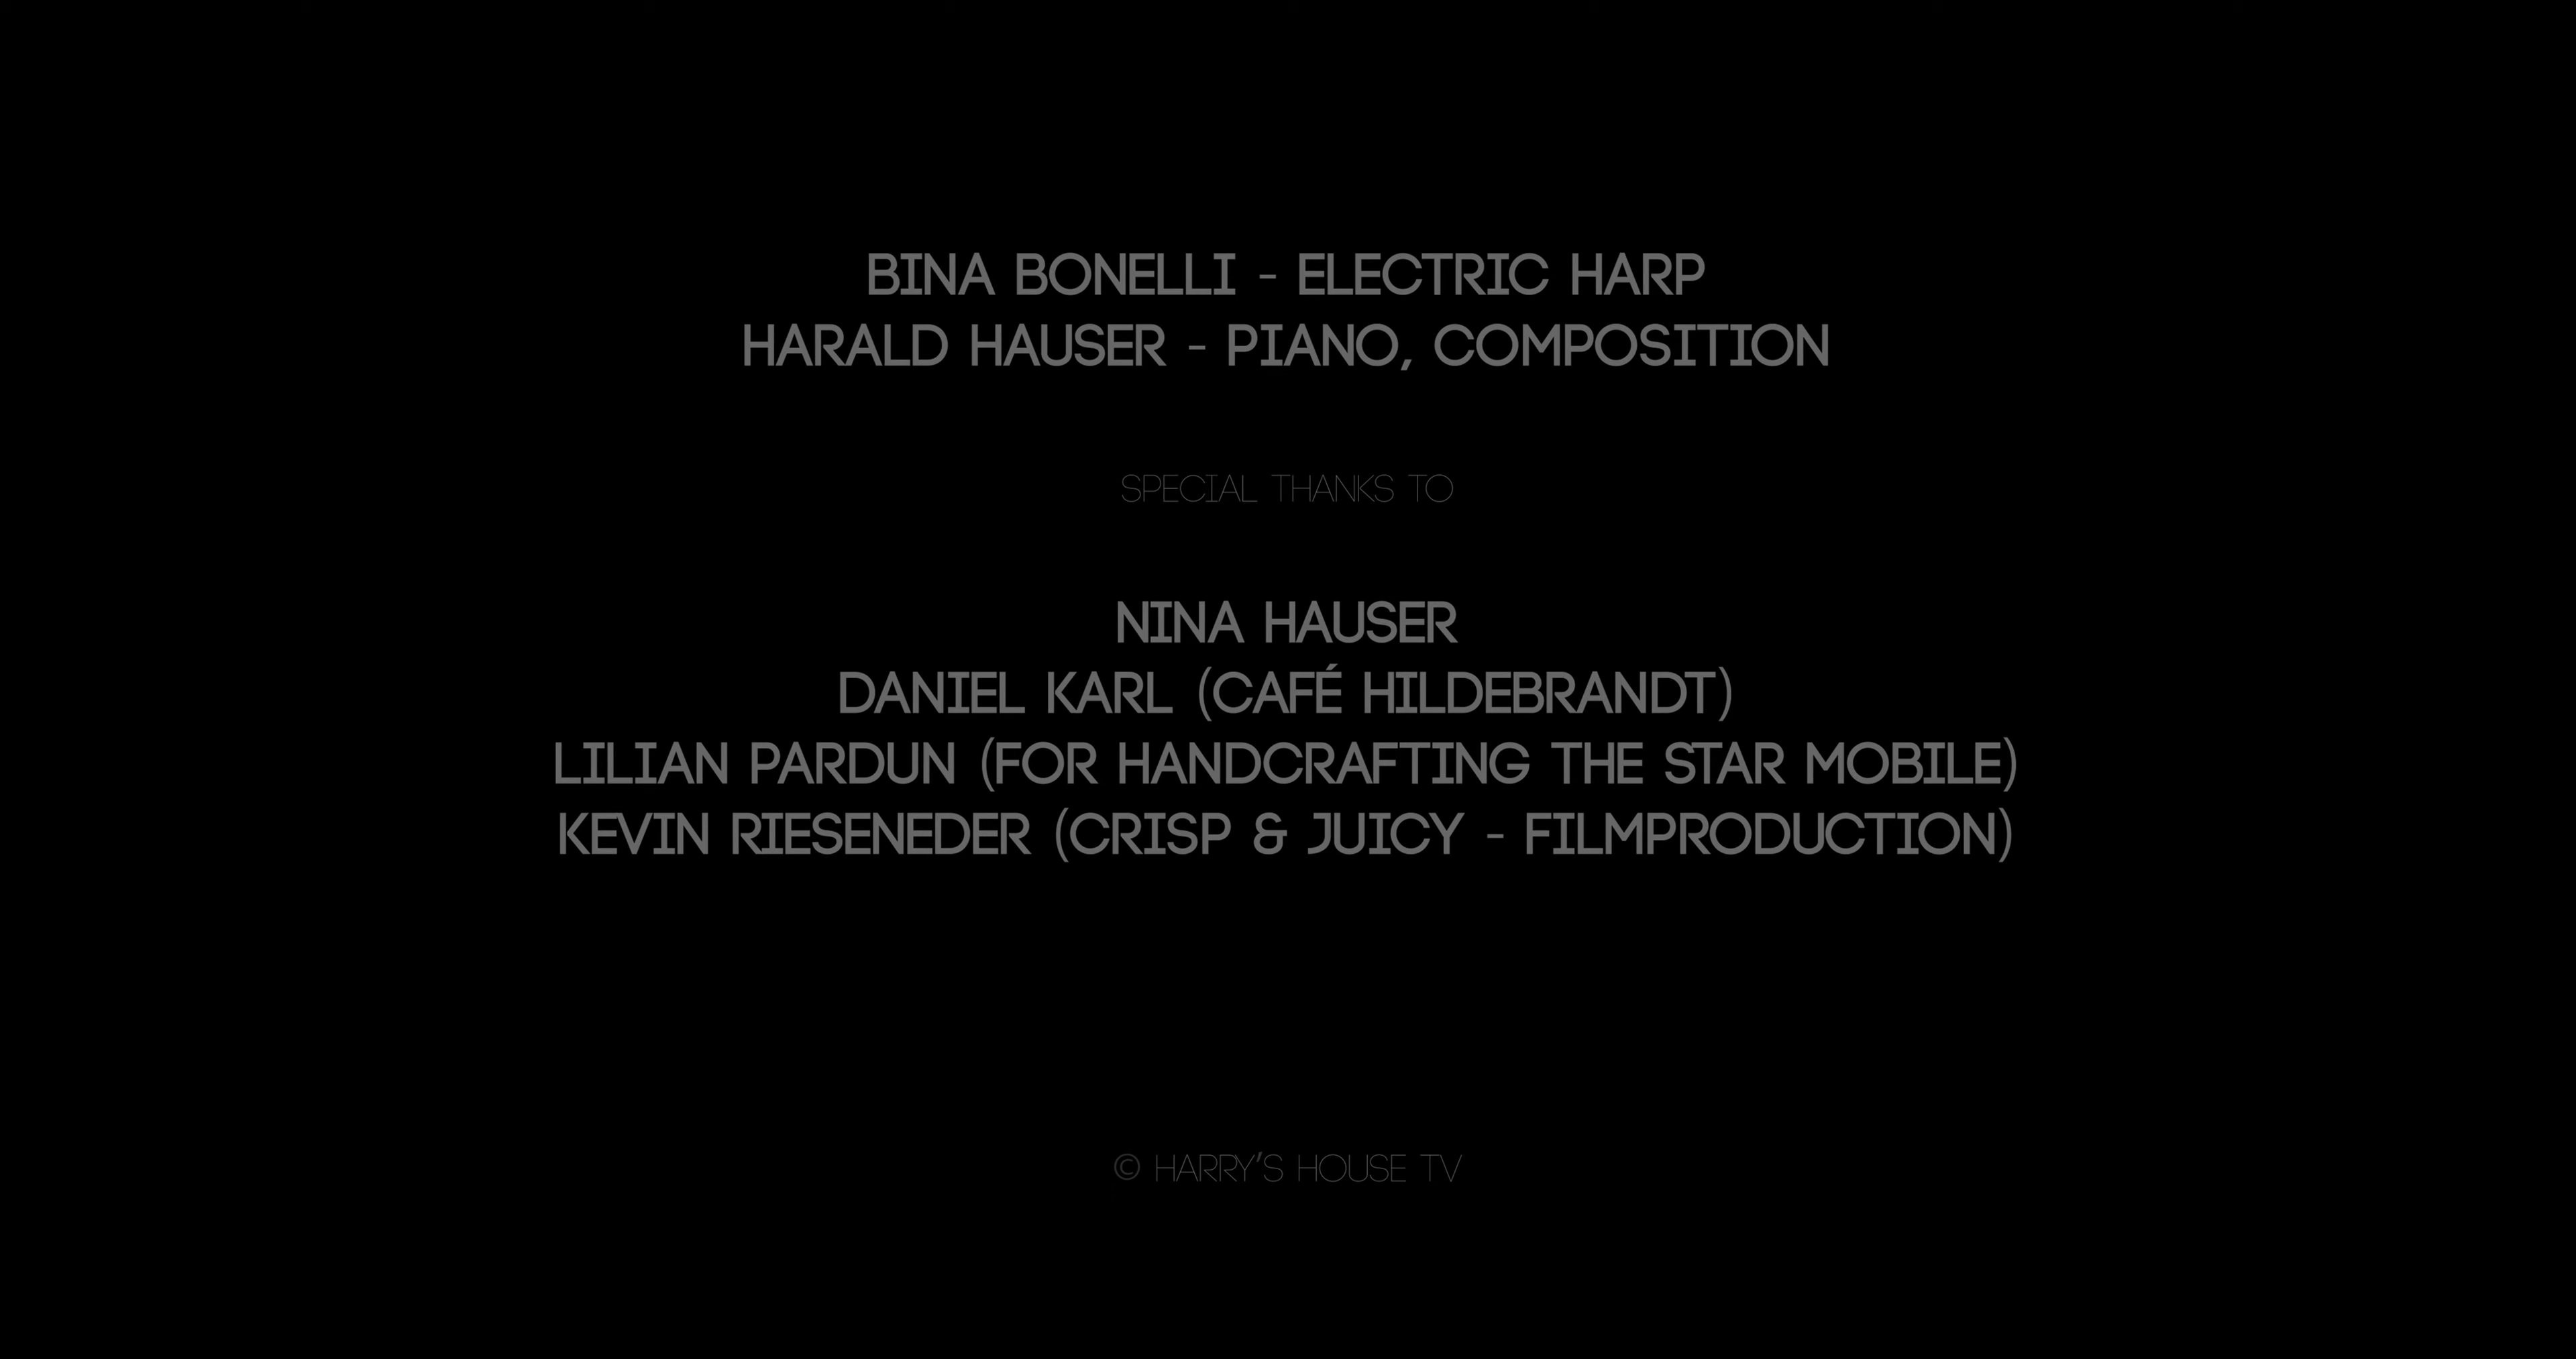 BINA BONELLI - ELECTRIC HARP
HARALD HAUSER - PIANO, COMPOSITION
SPECIAL THANKS TO
NINA HAUSER
DANIEL KARL (CAFÉ HILDEBRANDT)
LILIAN PARDUN (FOR HANDCRAFTING THE STAR MOBILE)
KEVIN RIESENEDER (CRISP & JUICY - FILMPRODUCTION)
© HARRY'S HOUSE TV